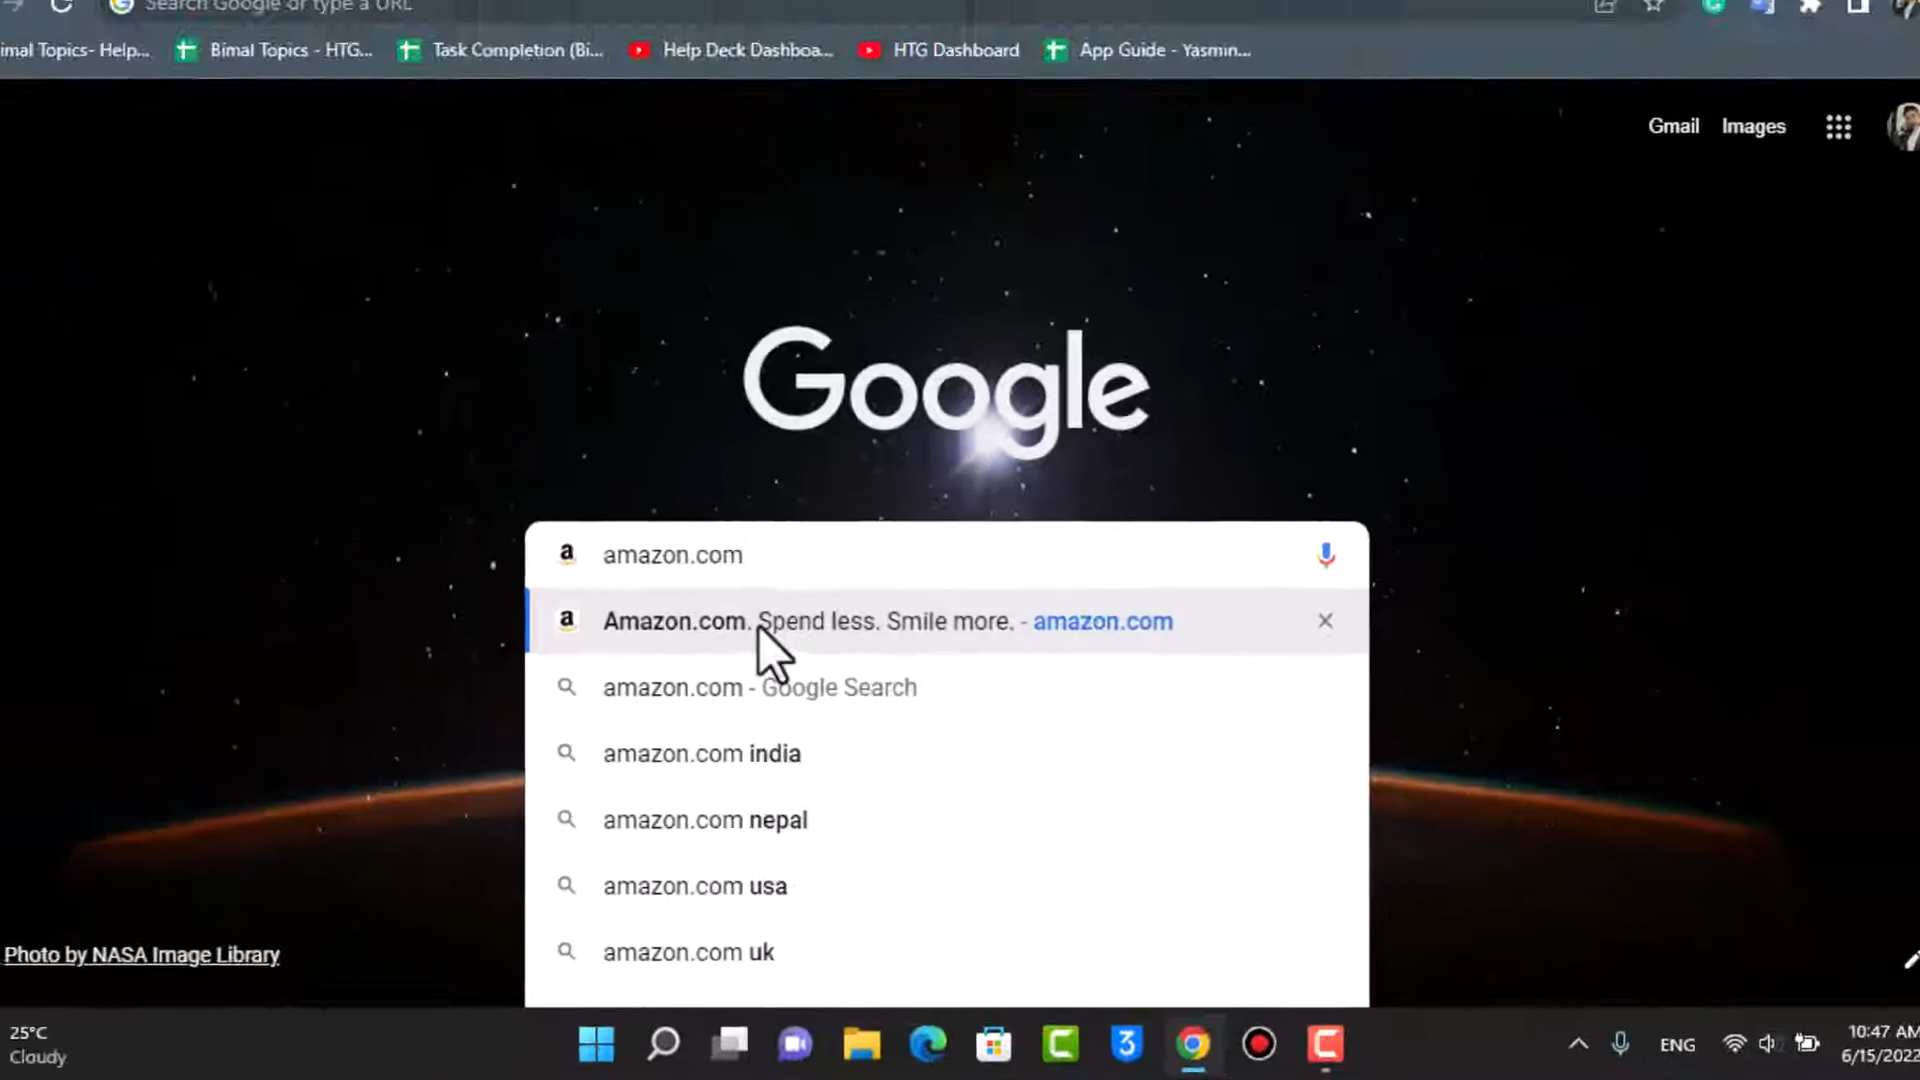 Search Google or type a URL
imal Topics- Help...
Bimal Topics - HTG...
Task Completion (Bi...
Help Deck Dashboa...
HTG Dashboard
App Guide - Yasmin...
Gmail
Images
Google
amazon.com
Amazon.com. Spend less. Smile more. - amazon.com
amazon.com - Google Search
amazon.com india
amazon.com nepal
amazon.com usa
amazon.com uk
Photo by NASA Image Library
25°C
Cloudy
ENG
10:47 AM
6/15/2022